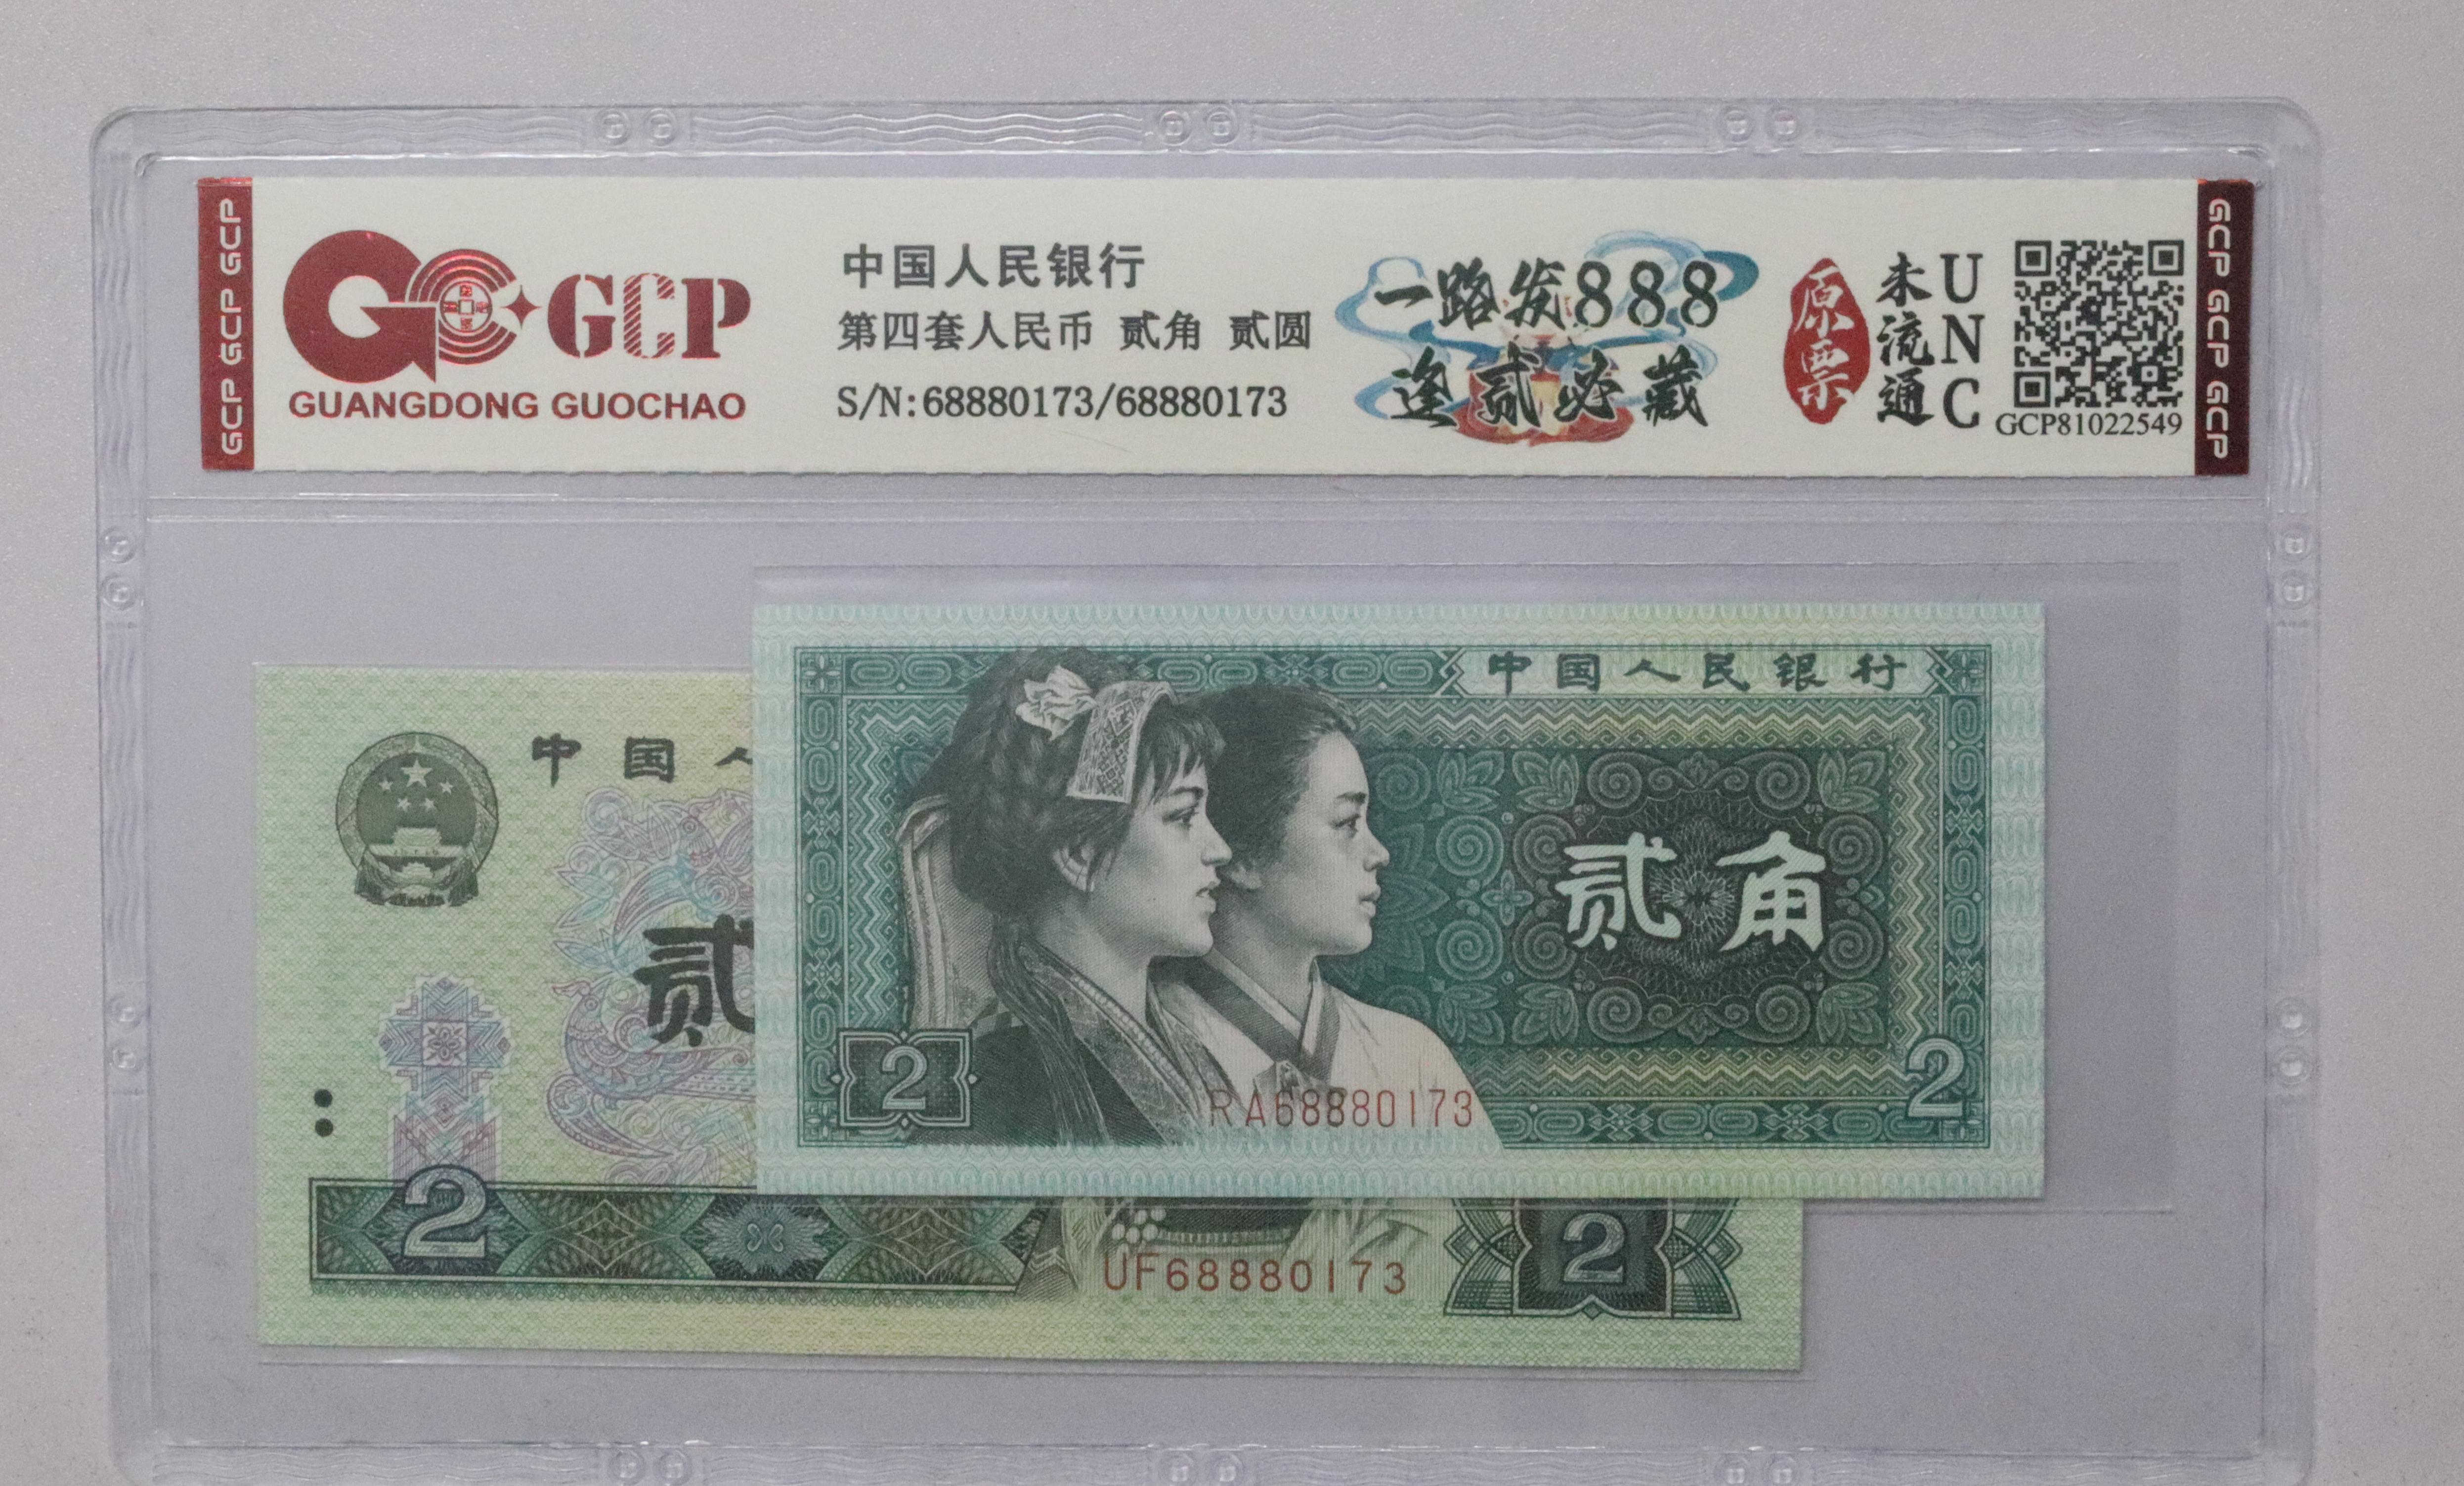 GCP GCP GCP
GCP
GUANGDONG GUOCHAO
中国人民银行
第四套人民币 贰角 贰圆
S/N:68880173/68880173
一路发888
逢贰必藏
原票
未流通
UNC
GCP81022549
GCP GCP GCP
中国人民银行
贰角
2
RA68880173
2
中国人
贰
2
UF68880173
2